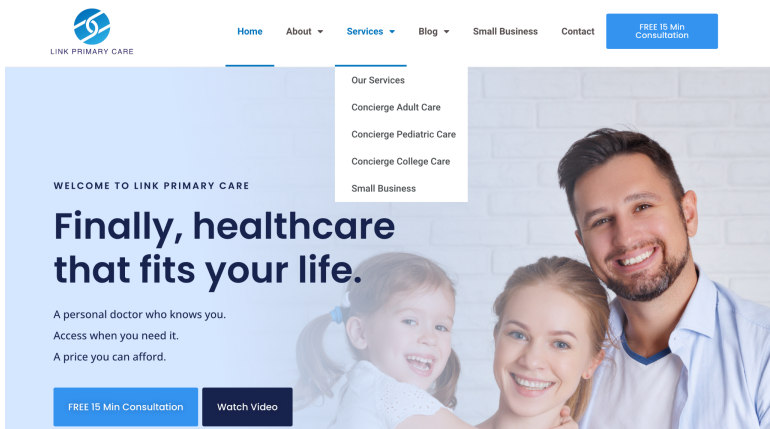 LINK PRIMARY CARE
Home
About
Services
Blog
Small Business
Contact
FREE 15 Min
Consultation
Our Services
Concierge Adult Care
Concierge Pediatric Care
Concierge College Care
Small Business
WELCOME TO LINK PRIMARY CARE
Finally, healthcare
that fits your life.
A personal doctor who knows you.
Access when you need it.
A price you can afford.
FREE 15 Min Consultation
Watch Video